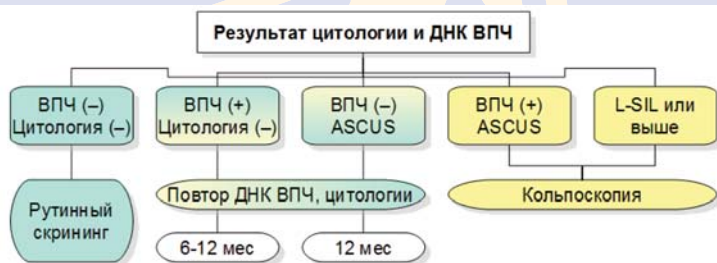 Результат цитологии и ДНК ВПЧ
ВПЧ (–)
Цитология (–)
ВПЧ (+)
Цитология (–)
ВПЧ (–)
ASCUS
ВПЧ (+)
ASCUS
L-SIL или
выше
Рутинный
скрининг
Повтор ДНК ВПЧ, цитологии
Кольпоскопия
6-12 мес
12 мес